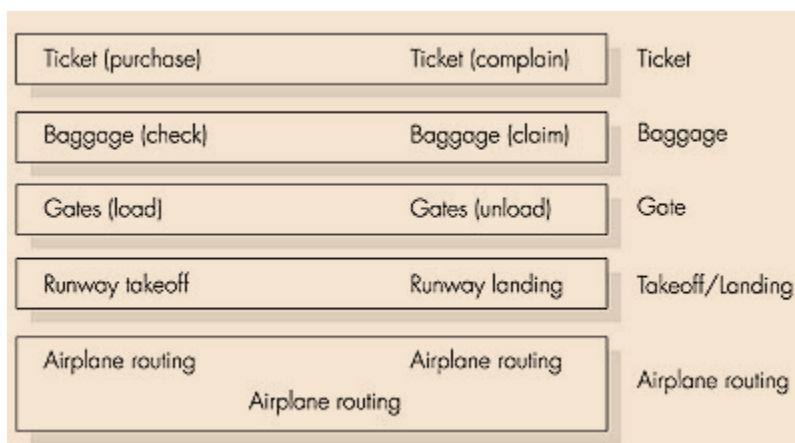 Ticket (purchase) Ticket (complain) Ticket
Baggage (check) Baggage (claim) Baggage
Gates (load) Gates (unload) Gate
Runway takeoff Runway landing Takeoff/Landing
Airplane routing Airplane routing
Airplane routing
Airplane routing